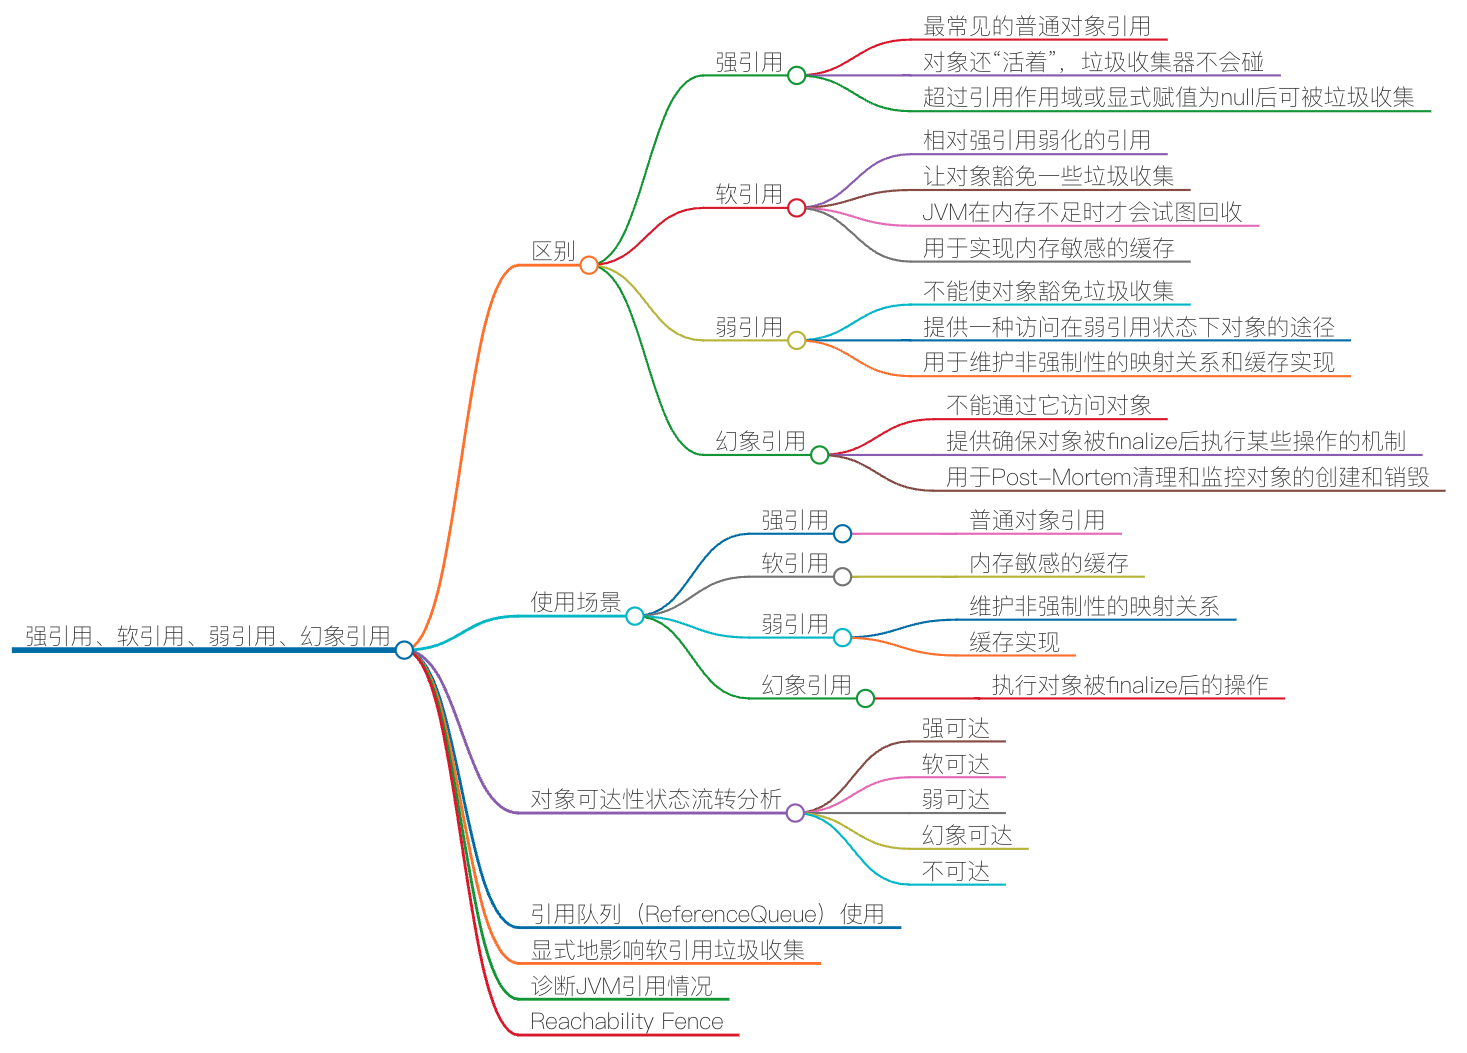 强引用、软引用、弱引用、幻象引用
区别
强引用
最常见的普通对象引用
对象还“活着”，垃圾收集器不会碰
超过引用作用域或显式赋值为null后可被垃圾收集
软引用
相对强引用弱化的引用
让对象豁免一些垃圾收集
JVM在内存不足时才会试图回收
用于实现内存敏感的缓存
弱引用
不能使对象豁免垃圾收集
提供一种访问在弱引用状态下对象的途径
用于维护非强制性的映射关系和缓存实现
幻象引用
不能通过它访问对象
提供确保对象被finalize后执行某些操作的机制
用于Post-Mortem清理和监控对象的创建和销毁
使用场景
强引用
普通对象引用
软引用
内存敏感的缓存
弱引用
维护非强制性的映射关系
缓存实现
幻象引用
执行对象被finalize后的操作
对象可达性状态流转分析
强可达
软可达
弱可达
幻象可达
不可达
引用队列（ReferenceQueue）使用
显式地影响软引用垃圾收集
诊断JVM引用情况
Reachability Fence